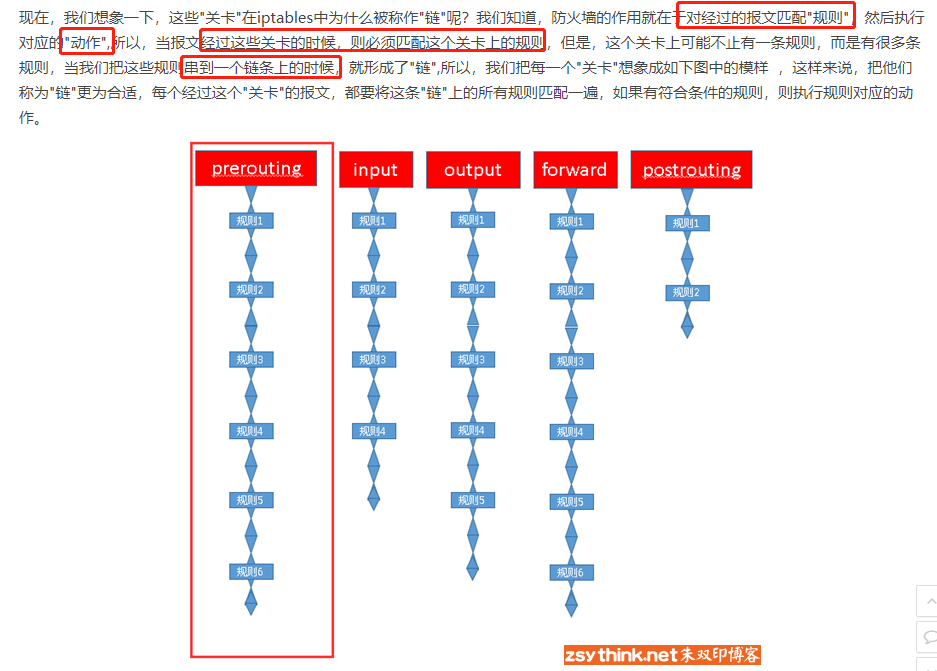 现在，我们想象一下，这些"关卡"在iptables中为什么被称作"链"呢？我们知道，防火墙的作用就在于对经过的报文匹配"规则"，然后执行
对应的"动作",所以，当报文经过这些关卡的时候，则必须匹配这个关卡上的规则，但是，这个关卡上可能不止有一条规则，而是有很多条
规则，当我们把这些规则串到一个链条上的时候，就形成了"链",所以，我们把每一个"关卡"想象成如下图中的模样 ，这样来说，把他们
称为"链"更为合适，每个经过这个"关卡"的报文，都要将这条"链"上的所有规则匹配一遍，如果有符合条件的规则，则执行规则对应的动
作。
prerouting input output forward postrouting
规则1 规则1 规则1 规则1 规则1
规则2 规则2 规则2 规则2 规则2
规则3 规则3 规则3 规则3
规则4 规则4 规则4 规则4
规则5 规则5 规则5
规则6 规则6
zsythink.net朱双印博客